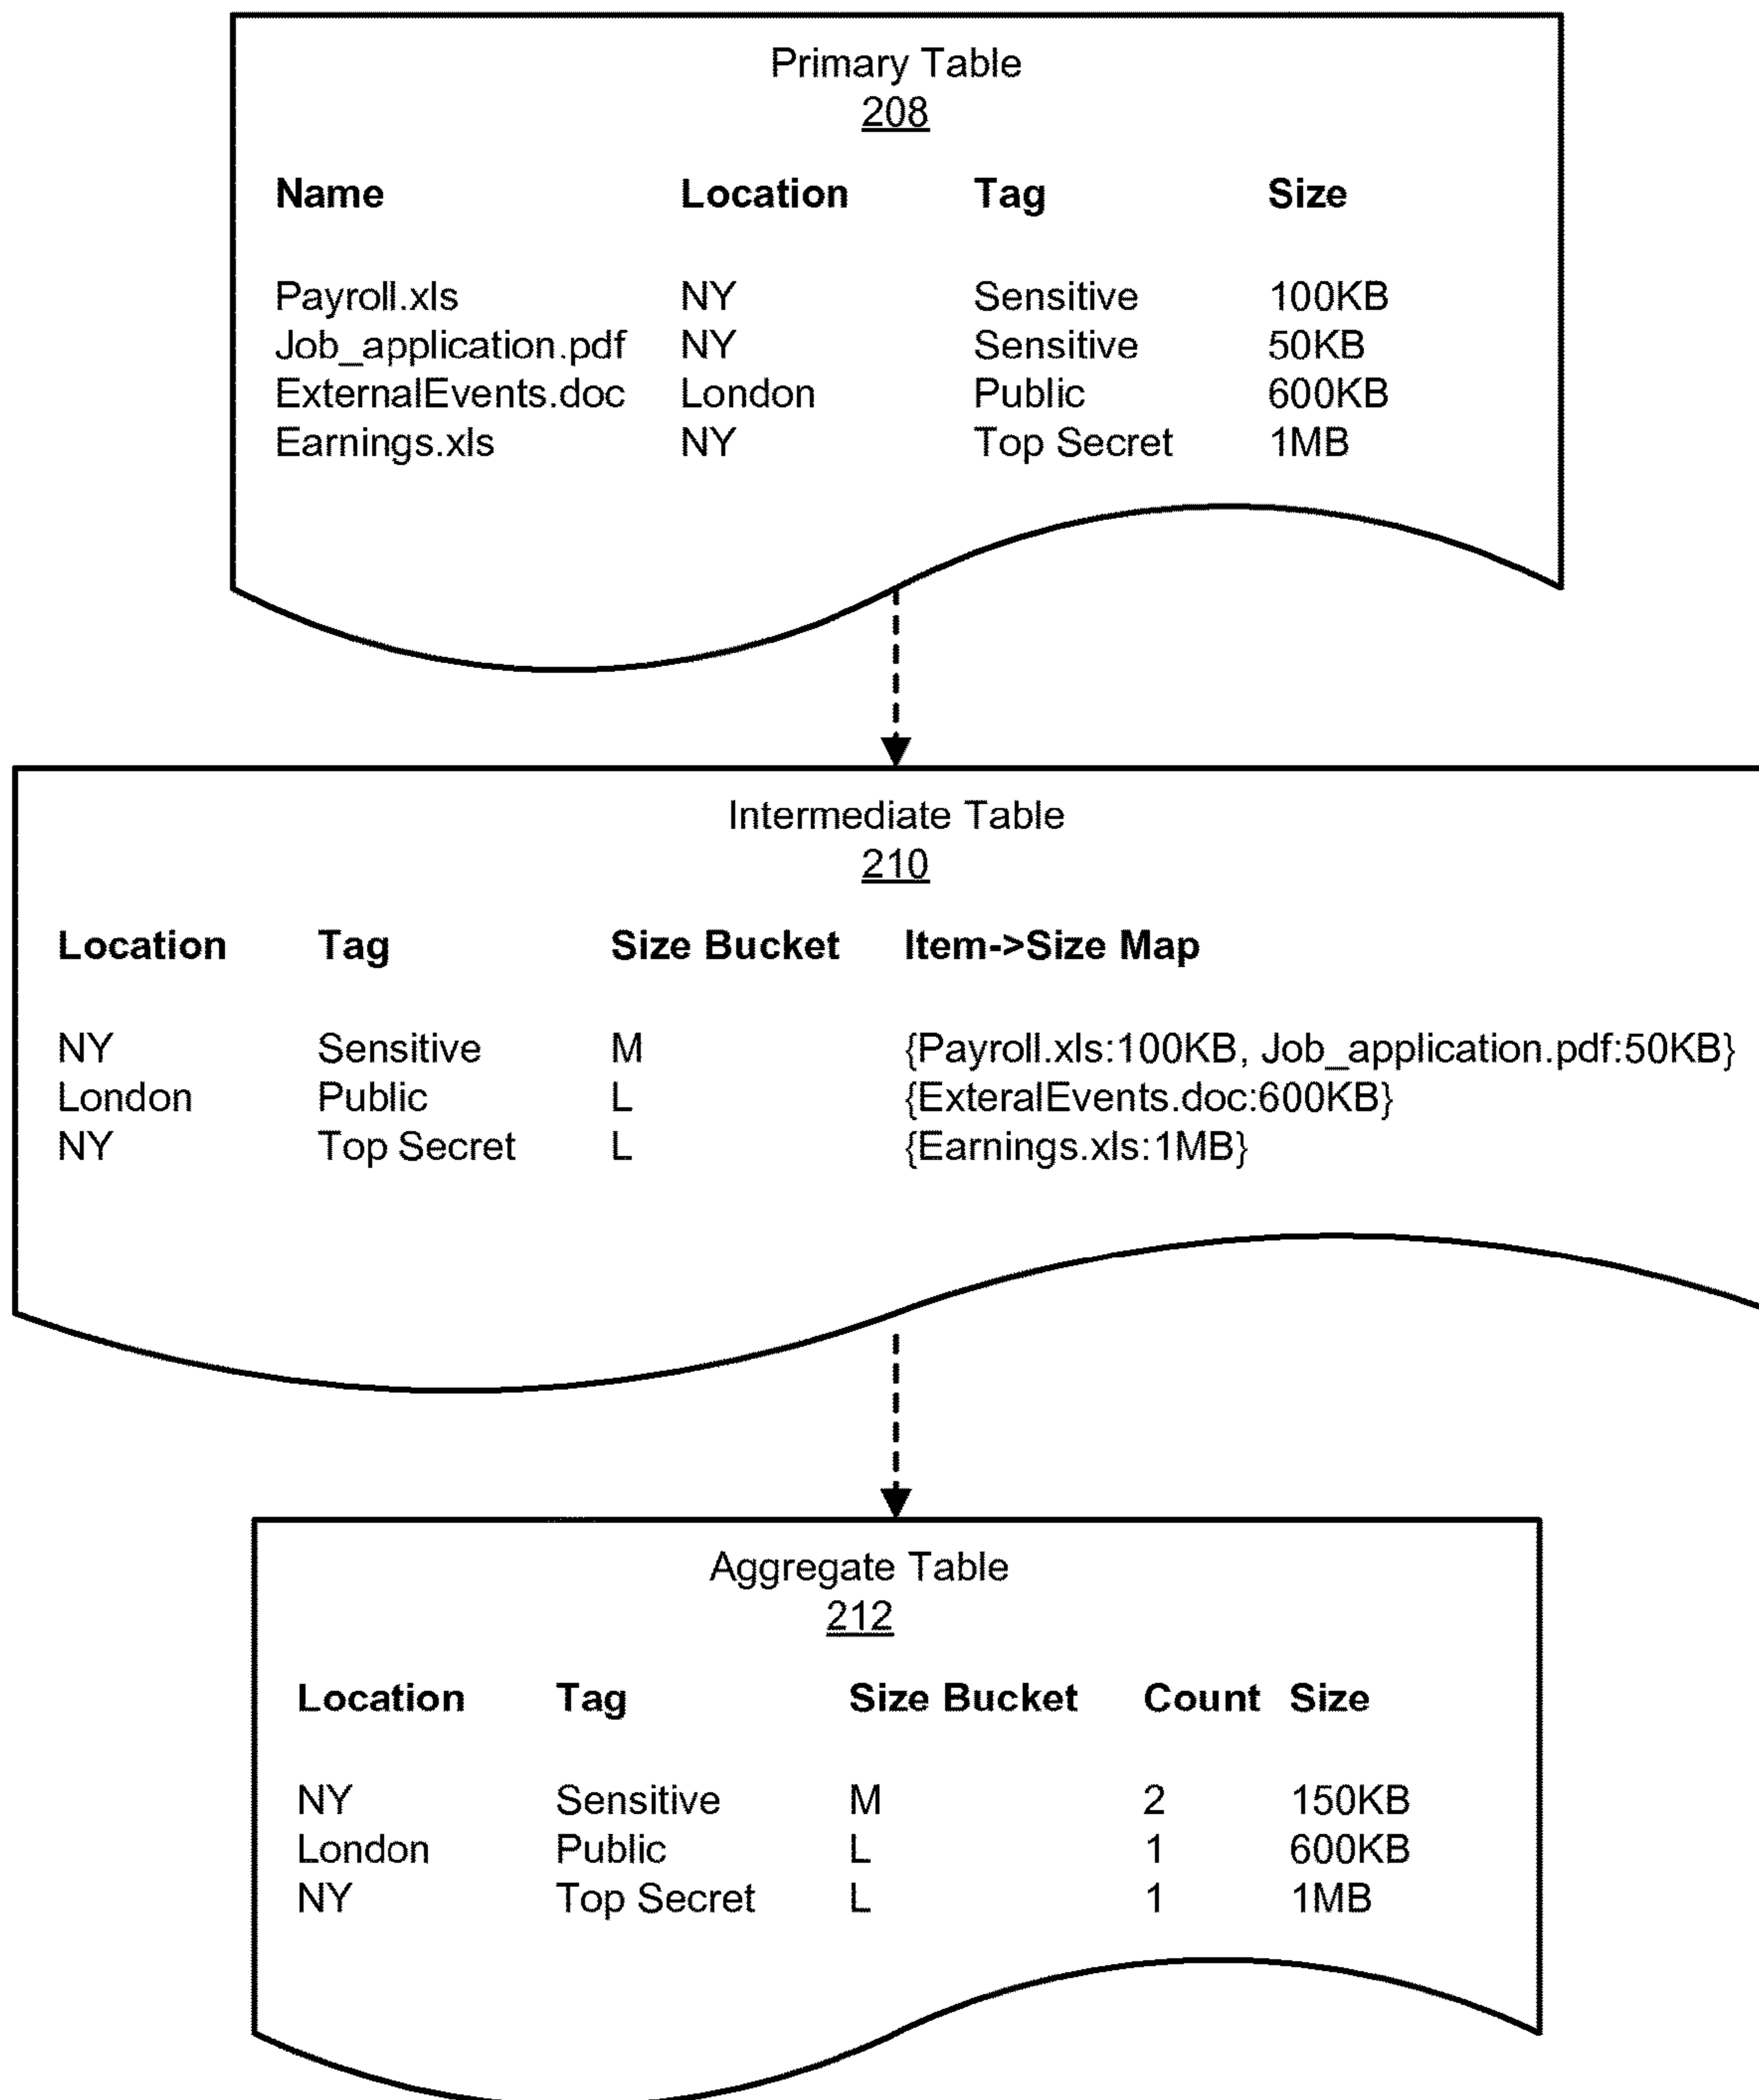 Primary Table
208
Name Location Tag Size
Payroll.xls NY Sensitive 100KB
Job_application.pdf NY Sensitive 50KB
ExternalEvents.doc London Public 600KB
Earnings.xls NY Top Secret 1MB
Intermediate Table
210
Location Tag Size Bucket Item->Size Map
NY Sensitive M {Payroll.xls:100KB, Job_application.pdf:50KB}
London Public L {ExteralEvents.doc:600KB}
NY Top Secret L {Earnings.xls:1MB}
Aggregate Table
212
Location Tag Size Bucket Count Size
NY Sensitive M 2 150KB
London Public L 1 600KB
NY Top Secret L 1 1MB